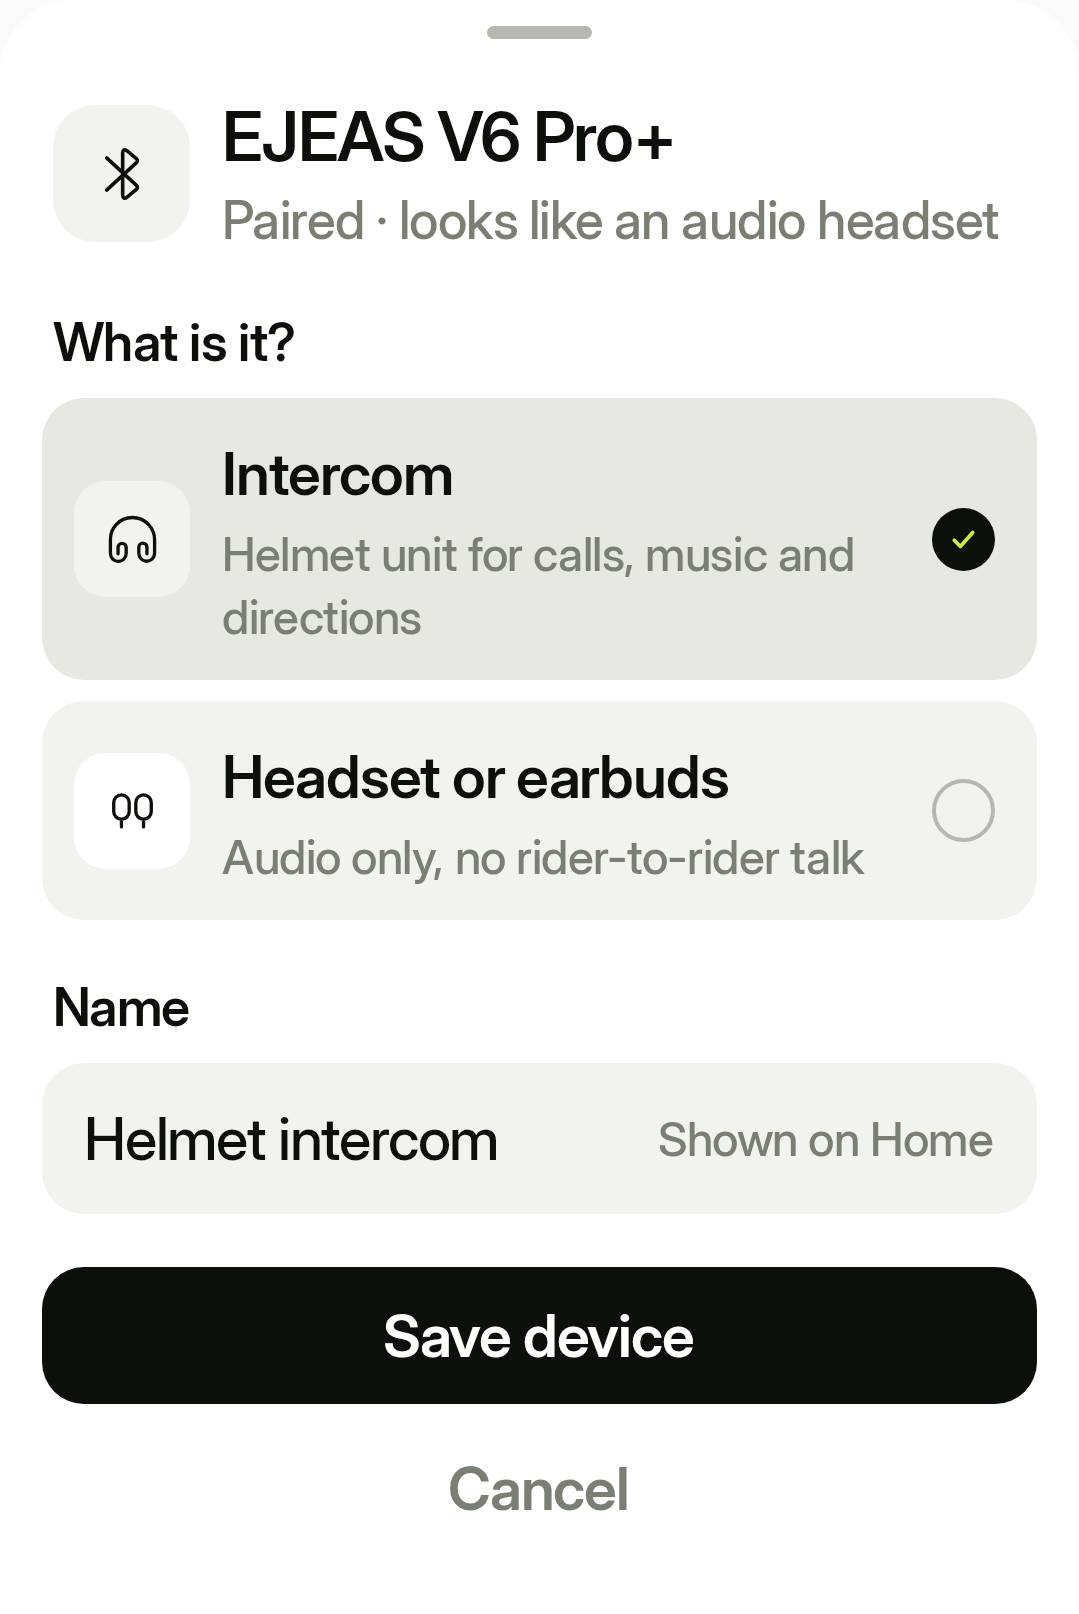 EJEAS V6 Pro+
Paired · looks like an audio headset
What is it?
Intercom
Helmet unit for calls, music and
directions
Headset or earbuds
Audio only, no rider-to-rider talk
Name
Helmet intercom
Shown on Home
Save device
Cancel